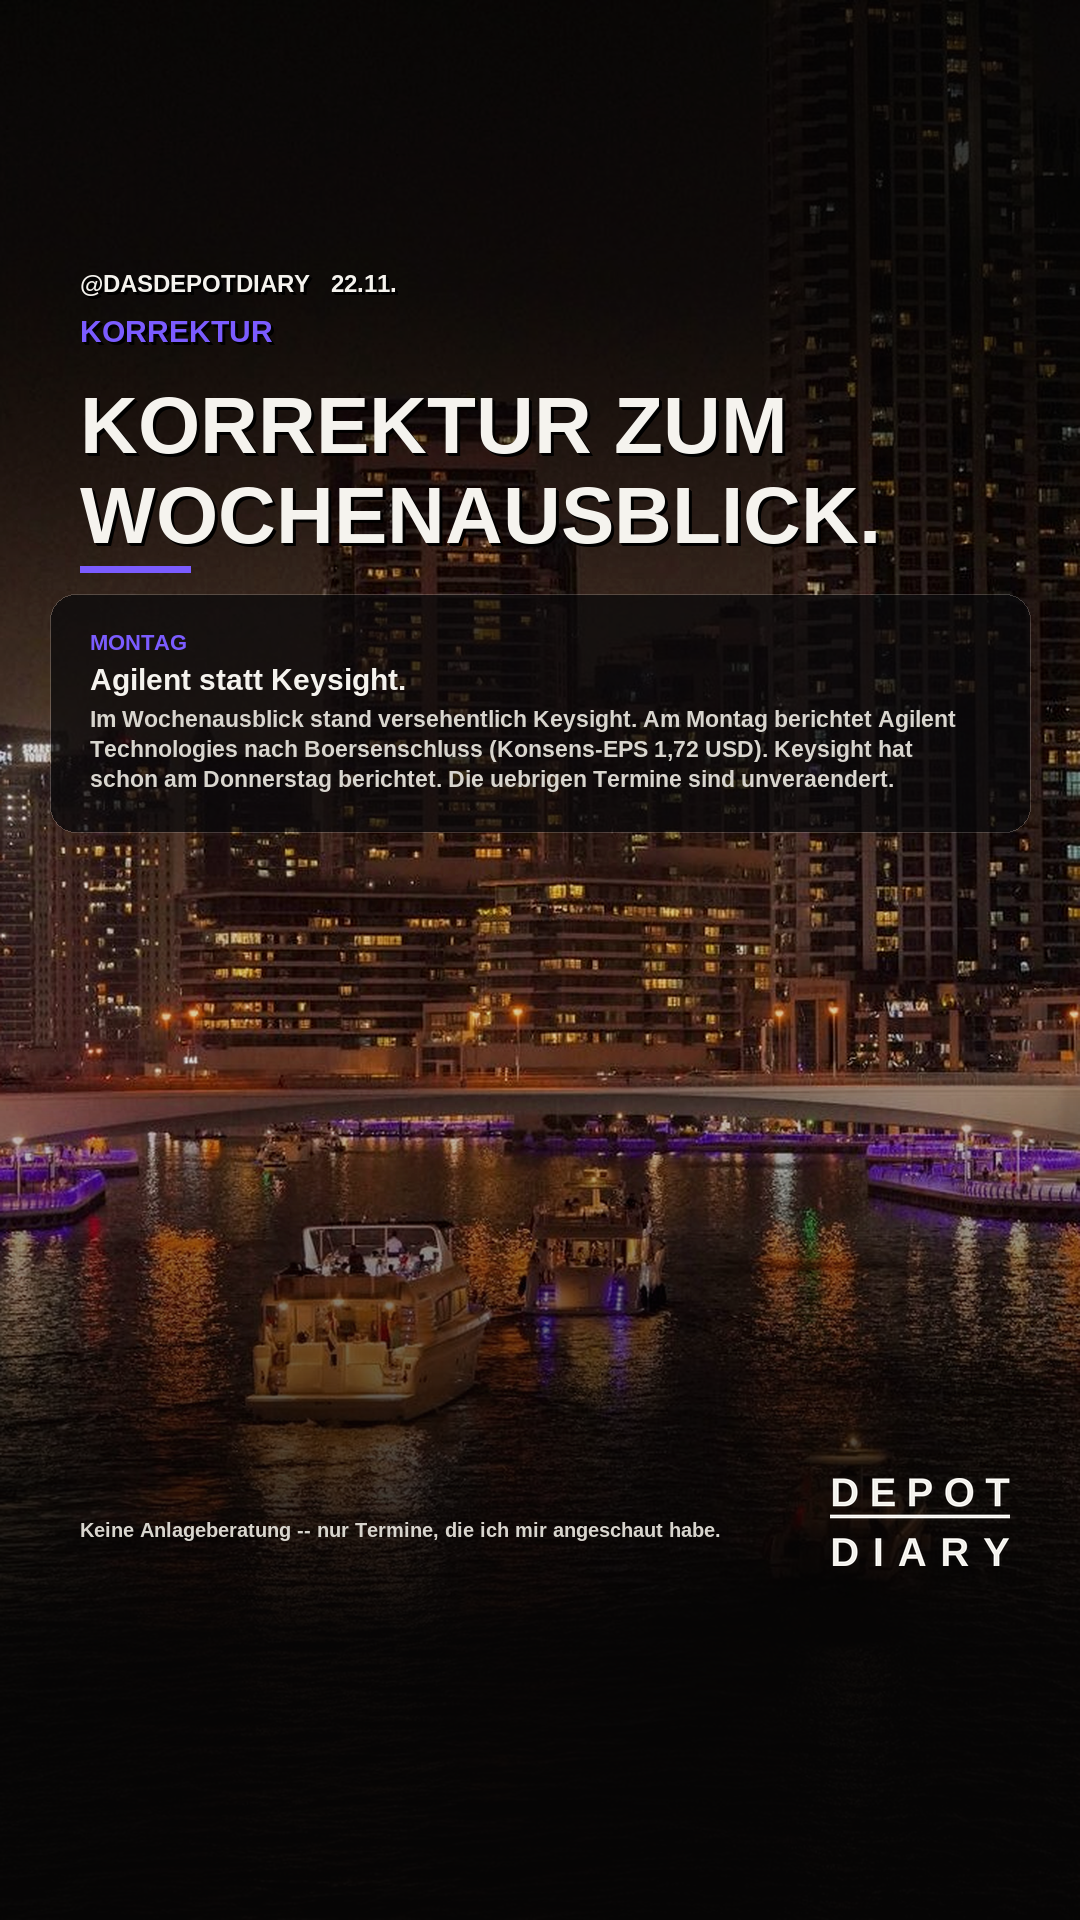 @DASDEPOTDIARY 22.11.
KORREKTUR
KORREKTUR ZUM
WOCHENAUSBLICK.
MONTAG
Agilent statt Keysight.
Im Wochenausblick stand versehentlich Keysight. Am Montag berichtet Agilent
Technologies nach Boersenschluss (Konsens-EPS 1,72 USD). Keysight hat
schon am Donnerstag berichtet. Die uebrigen Termine sind unveraendert.
Keine Anlageberatung -- nur Termine, die ich mir angeschaut habe.
DEPOT
DIARY